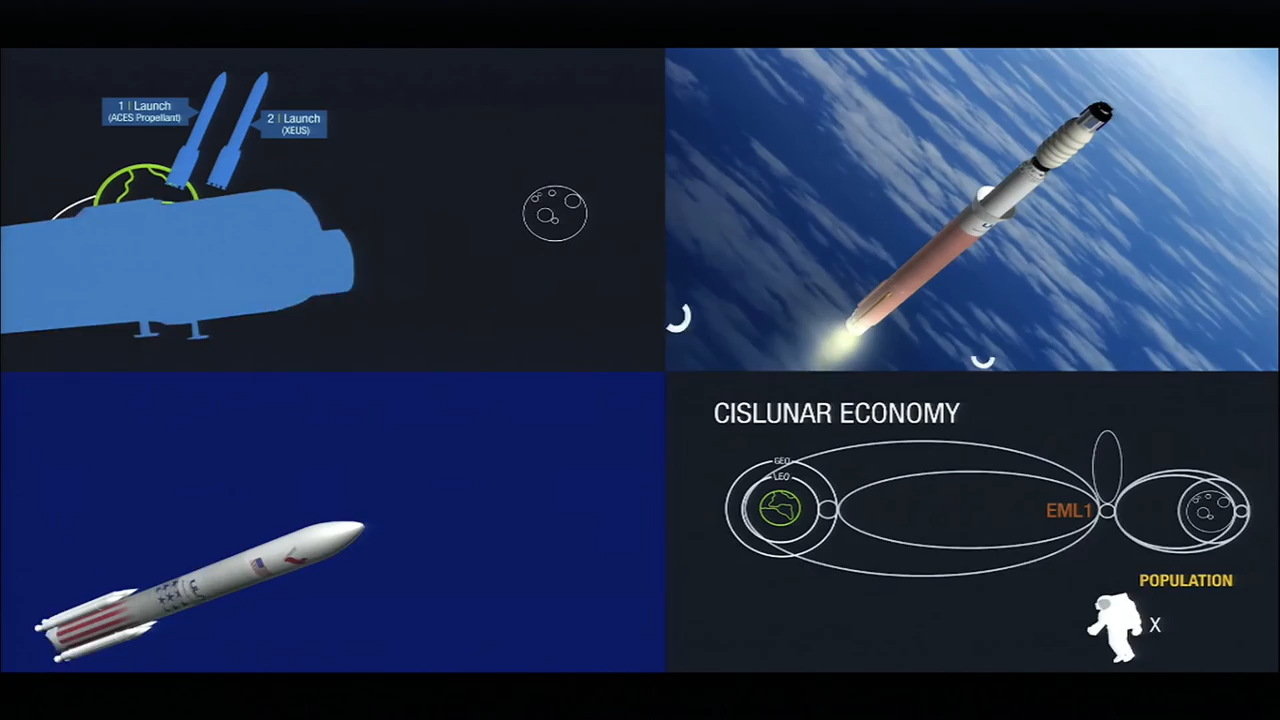 1 | Launch
(ACES Propellant)
2 | Launch
(XEUS)
CISLUNAR ECONOMY
GEO
LEO
EML1
POPULATION
X